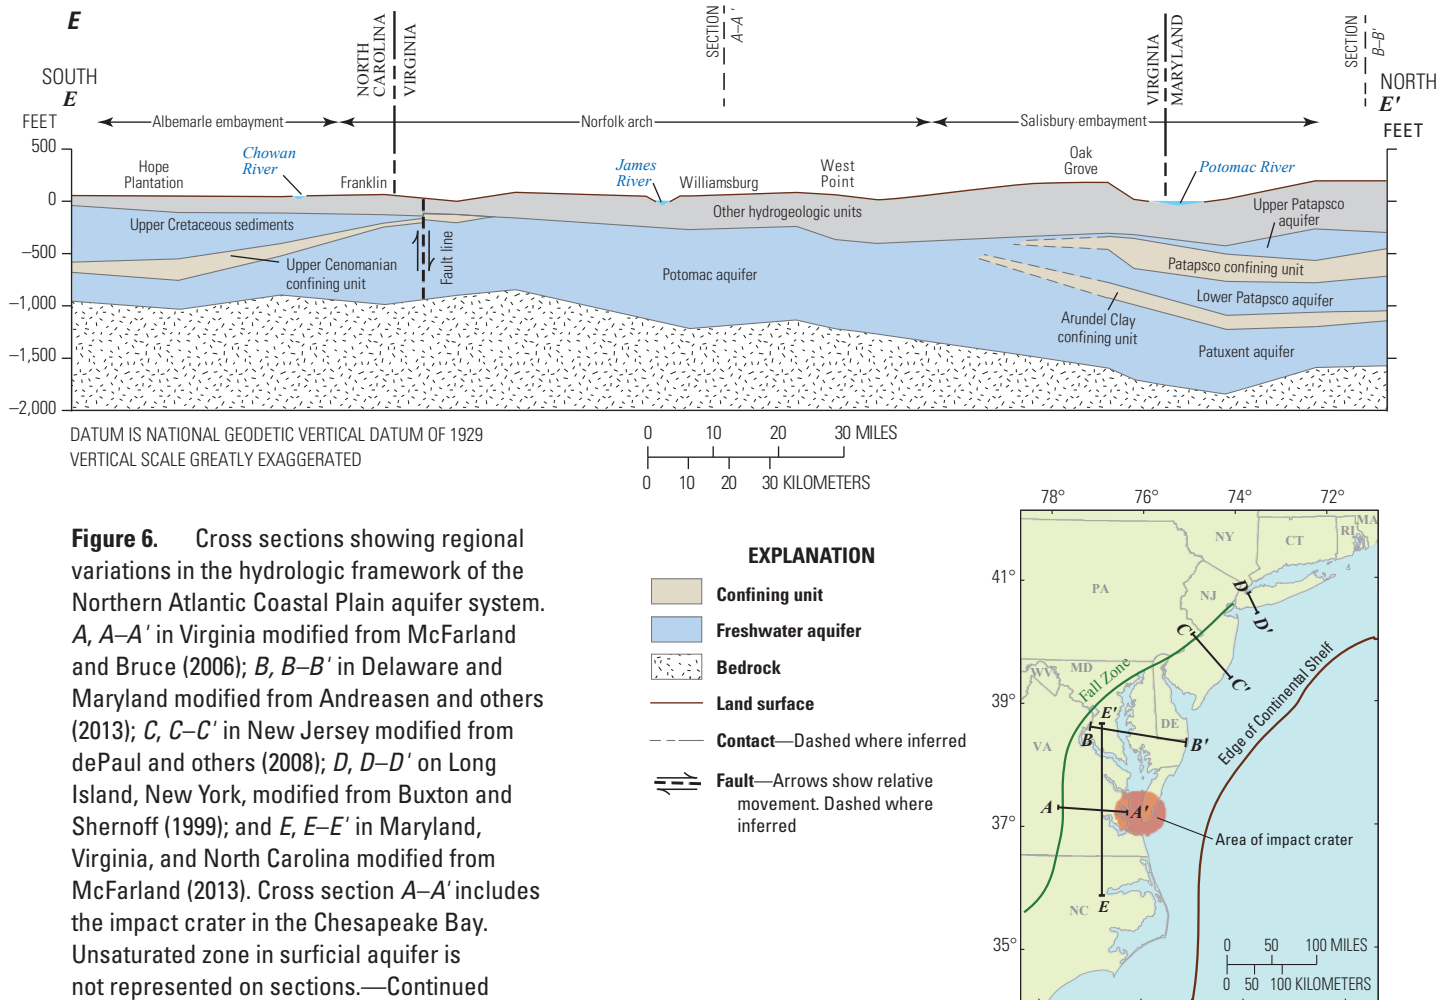 E
SOUTH
E
FEET
NORTH CAROLINA
VIRGINIA
SECTION A–A'
VIRGINIA
MARYLAND
SECTION B–B'
NORTH
E'
FEET
Albemarle embayment
Norfolk arch
Salisbury embayment
500
0
–500
–1,000
–1,500
–2,000
Hope Plantation
Chowan River
Franklin
James River
Williamsburg
West Point
Oak Grove
Potomac River
Other hydrogeologic units
Upper Patapsco aquifer
Upper Cretaceous sediments
Upper Cenomanian confining unit
Fault line
Potomac aquifer
Patapsco confining unit
Lower Patapsco aquifer
Arundel Clay confining unit
Patuxent aquifer
DATUM IS NATIONAL GEODETIC VERTICAL DATUM OF 1929
VERTICAL SCALE GREATLY EXAGGERATED
0 10 20 30 MILES
0 10 20 30 KILOMETERS
Figure 6. Cross sections showing regional
variations in the hydrologic framework of the
Northern Atlantic Coastal Plain aquifer system.
A, A–A' in Virginia modified from McFarland
and Bruce (2006); B, B–B' in Delaware and
Maryland modified from Andreasen and others
(2013); C, C–C' in New Jersey modified from
dePaul and others (2008); D, D–D' on Long
Island, New York, modified from Buxton and
Shernoff (1999); and E, E–E' in Maryland,
Virginia, and North Carolina modified from
McFarland (2013). Cross section A–A' includes
the impact crater in the Chesapeake Bay.
Unsaturated zone in surficial aquifer is
not represented on sections.—Continued
EXPLANATION
Confining unit
Freshwater aquifer
Bedrock
Land surface
Contact—Dashed where inferred
Fault—Arrows show relative
movement. Dashed where
inferred
78° 76° 74° 72°
41°
39°
37°
35°
NY
CT
RI
MA
PA
NJ
MD
WV
DE
VA
NC
D
D'
C
C'
E'
B
B'
A
A'
E
Fall Zone
Edge of Continental Shelf
Area of impact crater
0 50 100 MILES
0 50 100 KILOMETERS